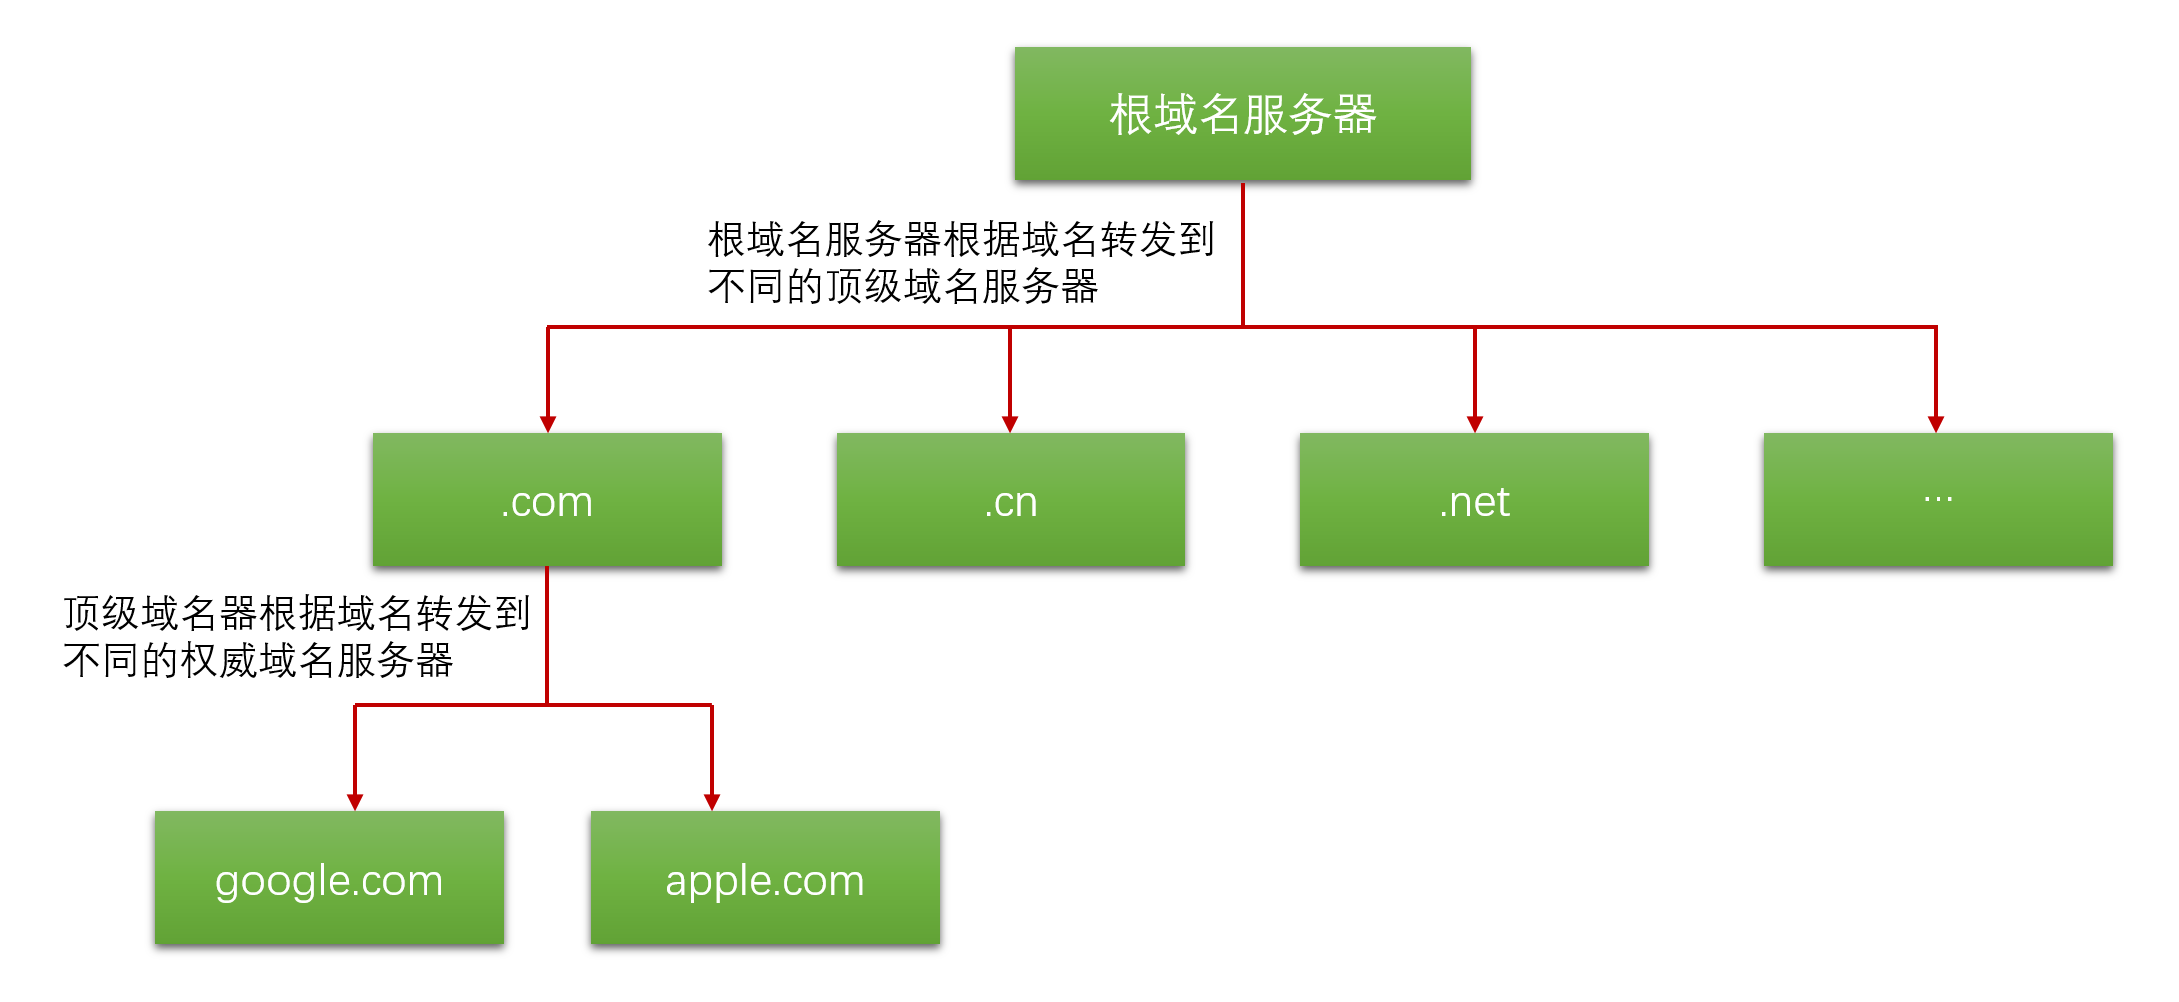 根域名服务器
根域名服务器根据域名转发到
不同的顶级域名服务器
.com
.cn
.net
...
顶级域名器根据域名转发到
不同的权威域名服务器
google.com
apple.com